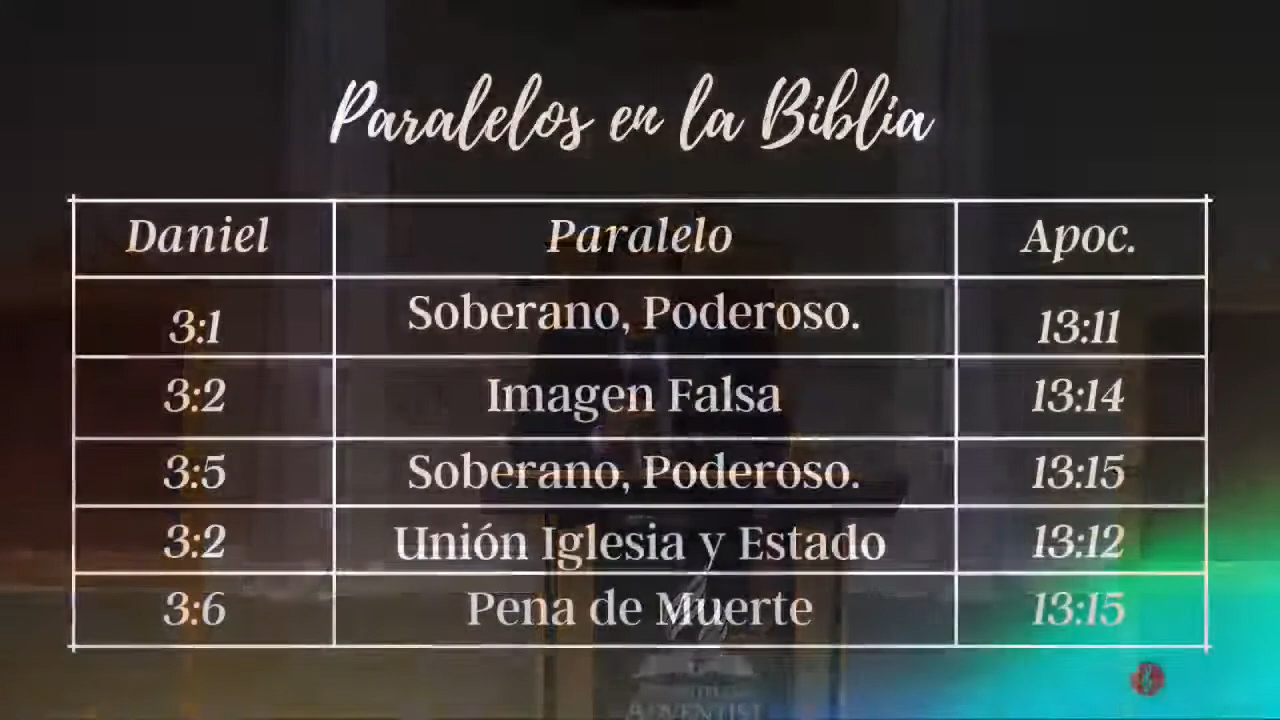 Paralelos en la Biblia
Daniel Paralelo Apoc.
3:1 Soberano, Poderoso. 13:11
3:2 Imagen Falsa 13:14
3:5 Soberano, Poderoso. 13:15
3:2 Unión Iglesia y Estado 13:12
3:6 Pena de Muerte 13:15
ADVENTIST